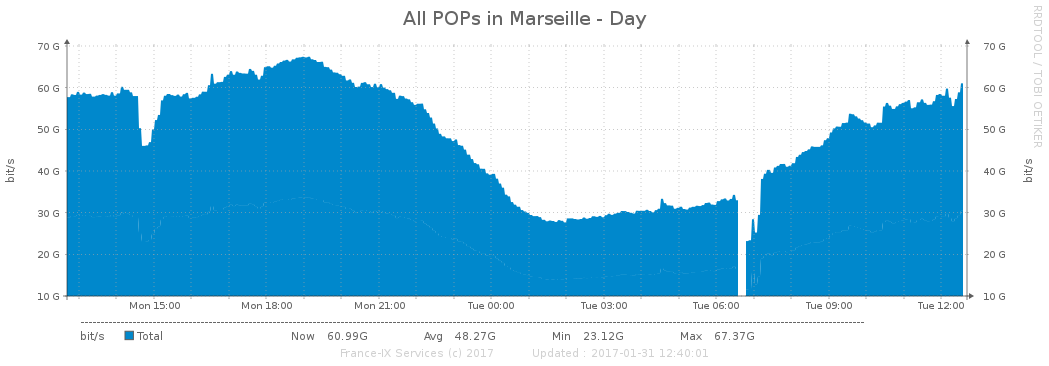 All POPs in Marseille - Day
RRDTOOL / TOBI OETIKER
70 G 70 G
60 G 60 G
50 G 50 G
40 G 40 G
30 G 30 G
20 G 20 G
10 G 10 G
bit/s bit/s
Mon 15:00 Mon 18:00 Mon 21:00 Tue 00:00 Tue 03:00 Tue 06:00 Tue 09:00 Tue 12:00
bit/s Total Now 60.99G Avg 48.27G Min 23.12G Max 67.37G
France-IX Services (c) 2017 Updated : 2017-01-31 12:40:01